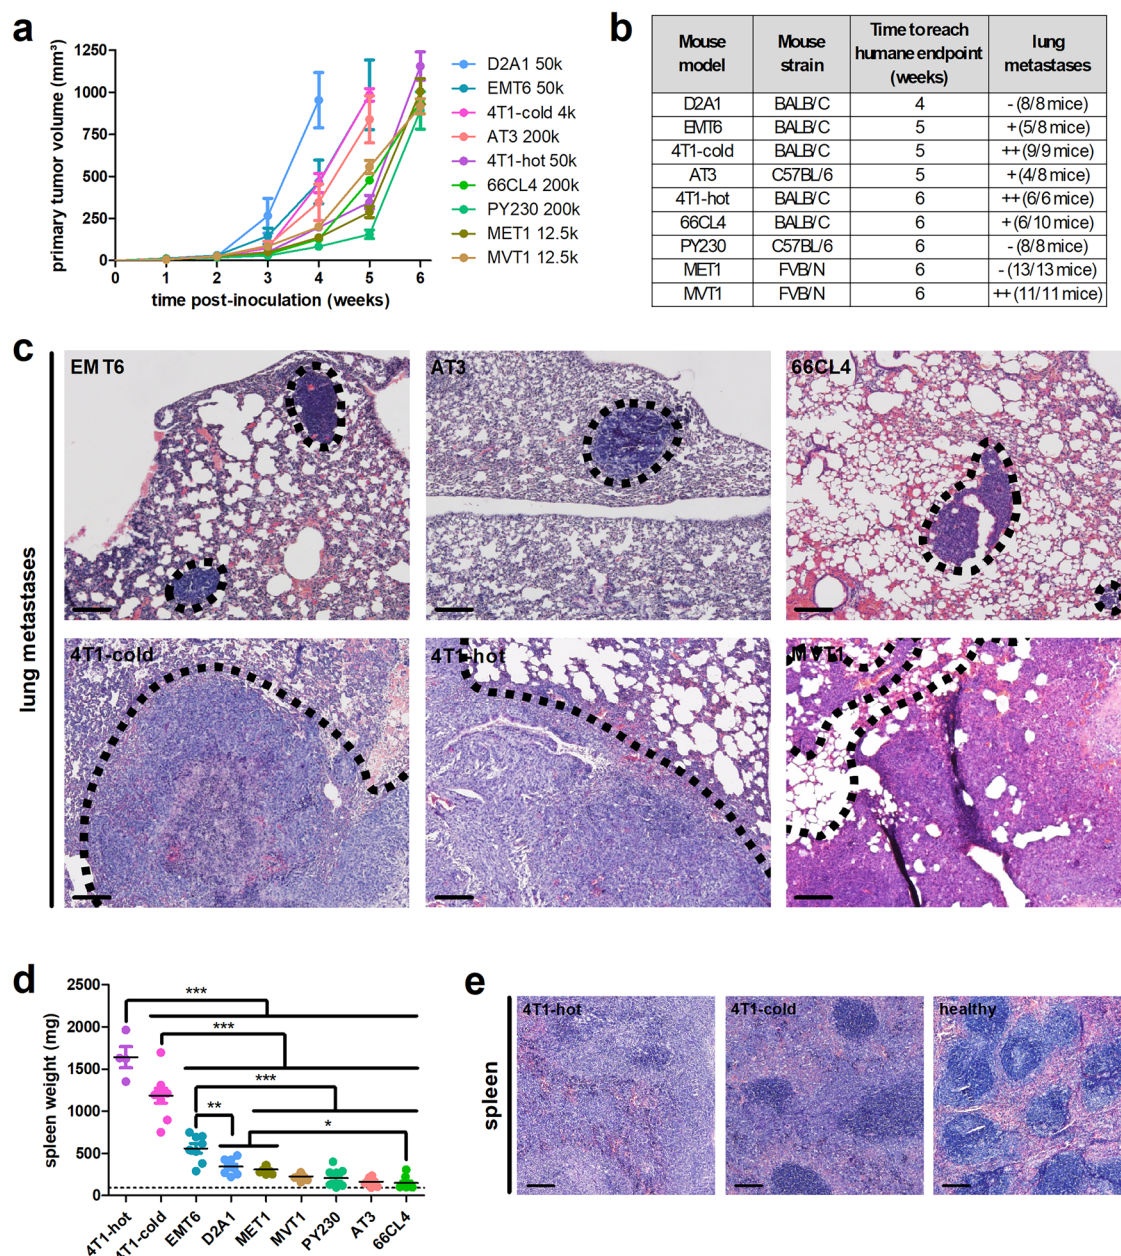 a
1250
1000
750
500
250
0
primary tumor volume (mm³)
0 1 2 3 4 5 6
time post-inoculation (weeks)
D2A1 50k
EMT6 50k
4T1-cold 4k
AT3 200k
4T1-hot 50k
66CL4 200k
PY230 200k
MET1 12.5k
MVT1 12.5k
b
Mouse model | Mouse strain | Time to reach humane endpoint (weeks) | lung metastases
D2A1 BALB/C 4 - (8/8 mice)
EMT6 BALB/C 5 + (5/8 mice)
4T1-cold BALB/C 5 ++ (9/9 mice)
AT3 C57BL/6 5 + (4/8 mice)
4T1-hot BALB/C 6 ++ (6/6 mice)
66CL4 BALB/C 6 + (6/10 mice)
PY230 C57BL/6 6 - (8/8 mice)
MET1 FVB/N 6 - (13/13 mice)
MVT1 FVB/N 6 ++ (11/11 mice)
c
lung metastases
EMT6
AT3
66CL4
4T1-cold
4T1-hot
MVT1
d
2500
2000
1500
1000
500
0
spleen weight (mg)
***
***
***
**
*
4T1-hot
4T1-cold
EMT6
D2A1
MET1
MVT1
PY230
AT3
66CL4
e
spleen
4T1-hot
4T1-cold
healthy